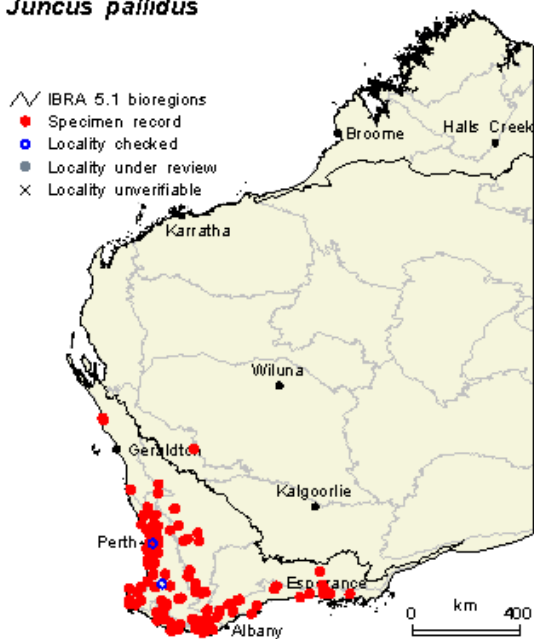 Juncus pallidus
IBRA 5.1 bioregions
Specimen record
Locality checked
Locality under review
Locality unverifiable
Broome
Halls Creek
Karratha
Wiluna
Geraldton
Kalgoorlie
Perth
Esperance
Albany
km
0 400